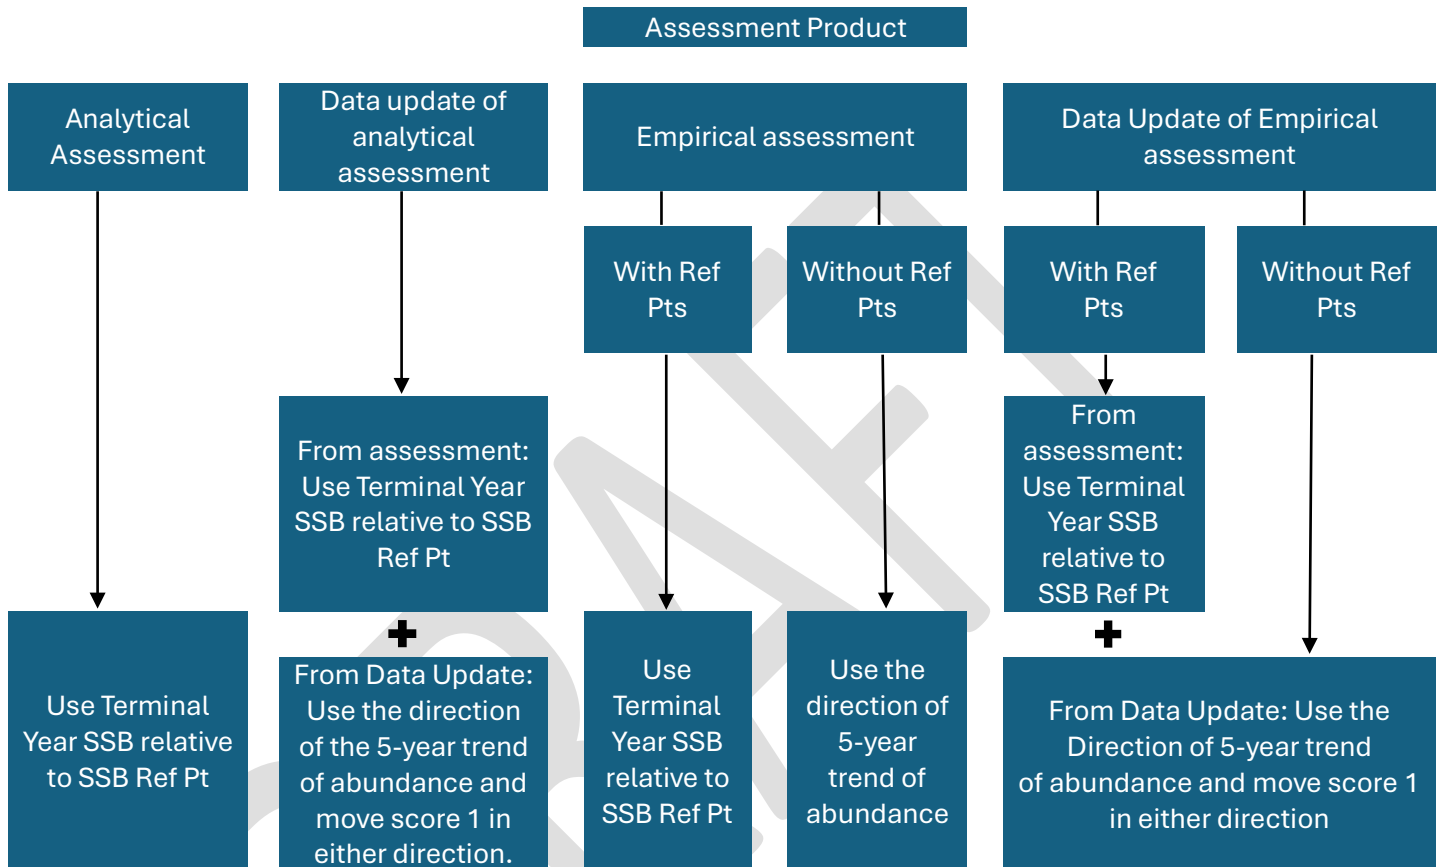 Assessment Product
Analytical
Assessment
Data update of
analytical
assessment
Empirical assessment
Data Update of Empirical
assessment
With Ref
Pts
Without Ref
Pts
With Ref
Pts
Without Ref
Pts
From assessment:
Use Terminal Year
SSB relative to SSB
Ref Pt
From
assessment:
Use Terminal
Year SSB
relative to
SSB Ref Pt
Use Terminal
Year SSB relative
to SSB Ref Pt
From Data Update:
Use the direction
of the 5-year trend
of abundance and
move score 1 in
either direction.
Use
Terminal
Year SSB
relative to
SSB Ref Pt
Use the
direction of
5-year
trend of
abundance
From Data Update: Use the
Direction of 5-year trend
of abundance and move score 1
in either direction
DRAFT